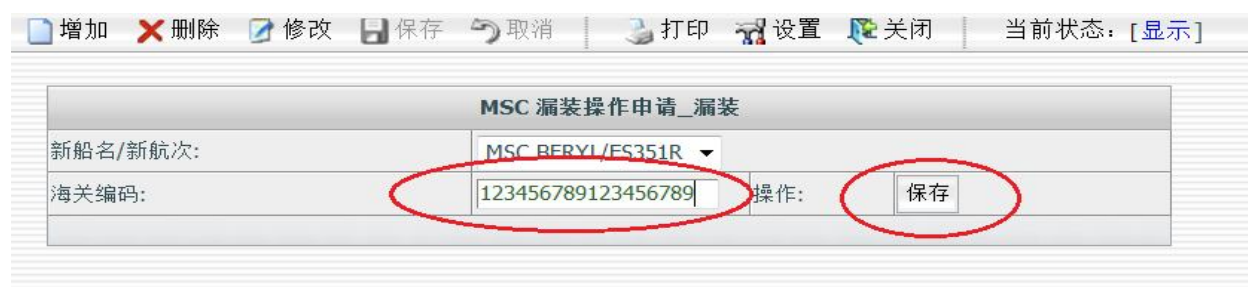 增加 删除 修改 保存 取消 打印 设置 关闭 当前状态：[显示]
MSC 漏装操作申请_漏装
新船名/新航次: MSC BERYL/FS351R
海关编码: 123456789123456789 操作: 保存